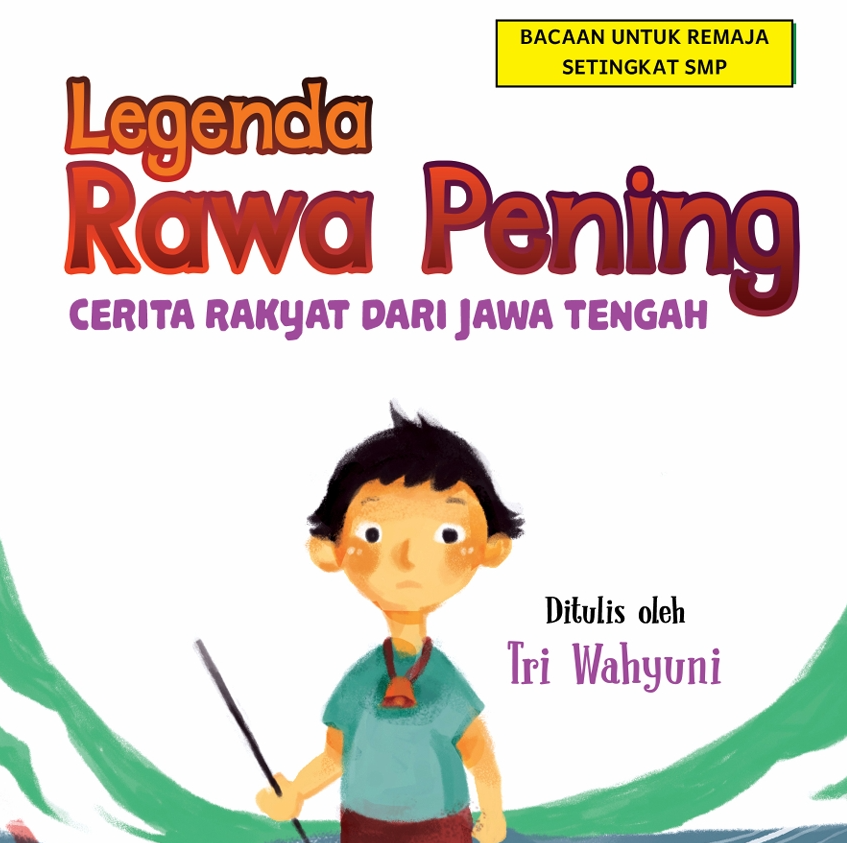 BACAAN UNTUK REMAJA
SETINGKAT SMP
Legenda
Rawa Pening
CERITA RAKYAT DARI JAWA TENGAH
Ditulis oleh
Tri Wahyuni